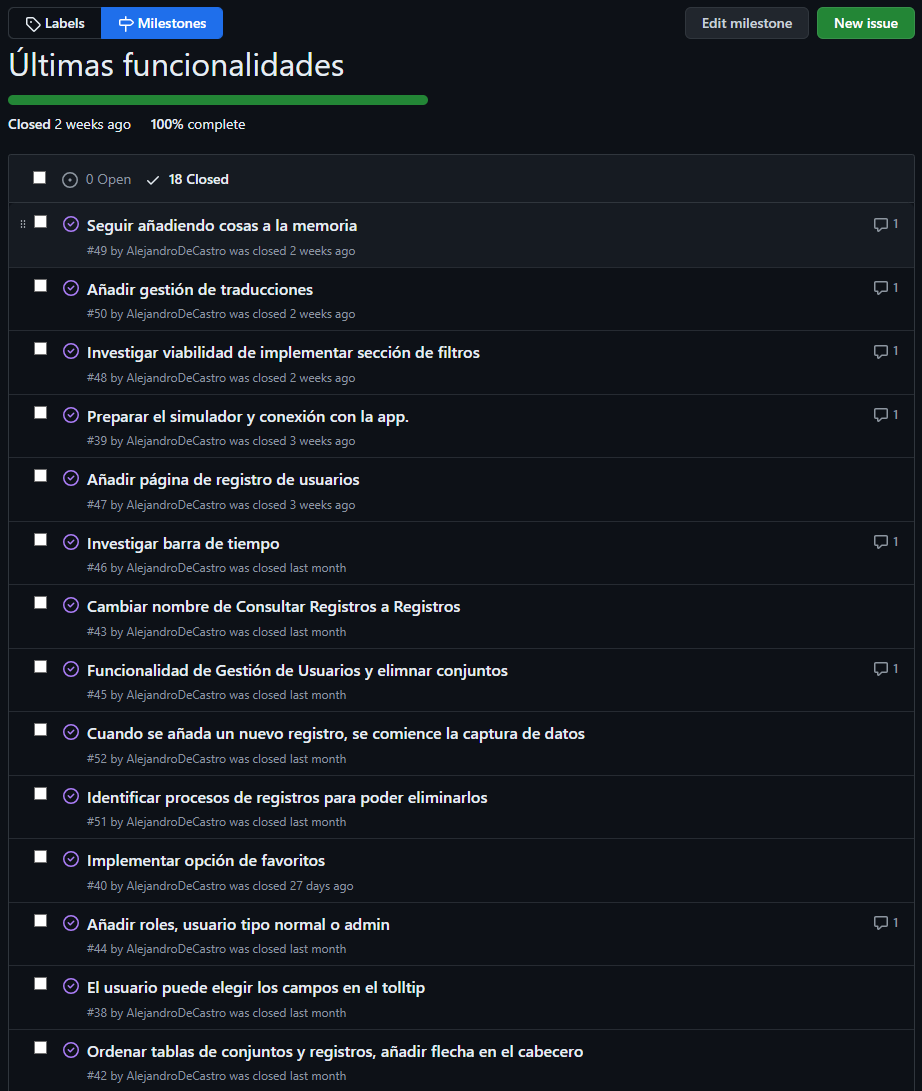 Labels Milestones Edit milestone New issue
Últimas funcionalidades
Closed 2 weeks ago 100% complete
0 Open 18 Closed
Seguir añadiendo cosas a la memoria 1
#49 by AlejandroDeCastro was closed 2 weeks ago
Añadir gestión de traducciones 1
#50 by AlejandroDeCastro was closed 2 weeks ago
Investigar viabilidad de implementar sección de filtros 1
#48 by AlejandroDeCastro was closed 2 weeks ago
Preparar el simulador y conexión con la app. 1
#39 by AlejandroDeCastro was closed 3 weeks ago
Añadir página de registro de usuarios
#47 by AlejandroDeCastro was closed 3 weeks ago
Investigar barra de tiempo 1
#46 by AlejandroDeCastro was closed last month
Cambiar nombre de Consultar Registros a Registros
#43 by AlejandroDeCastro was closed last month
Funcionalidad de Gestión de Usuarios y elimnar conjuntos 1
#45 by AlejandroDeCastro was closed last month
Cuando se añada un nuevo registro, se comience la captura de datos
#52 by AlejandroDeCastro was closed last month
Identificar procesos de registros para poder eliminarlos
#51 by AlejandroDeCastro was closed last month
Implementar opción de favoritos
#40 by AlejandroDeCastro was closed 27 days ago
Añadir roles, usuario tipo normal o admin 1
#44 by AlejandroDeCastro was closed last month
El usuario puede elegir los campos en el tolltip
#38 by AlejandroDeCastro was closed last month
Ordenar tablas de conjuntos y registros, añadir flecha en el cabecero
#42 by AlejandroDeCastro was closed last month